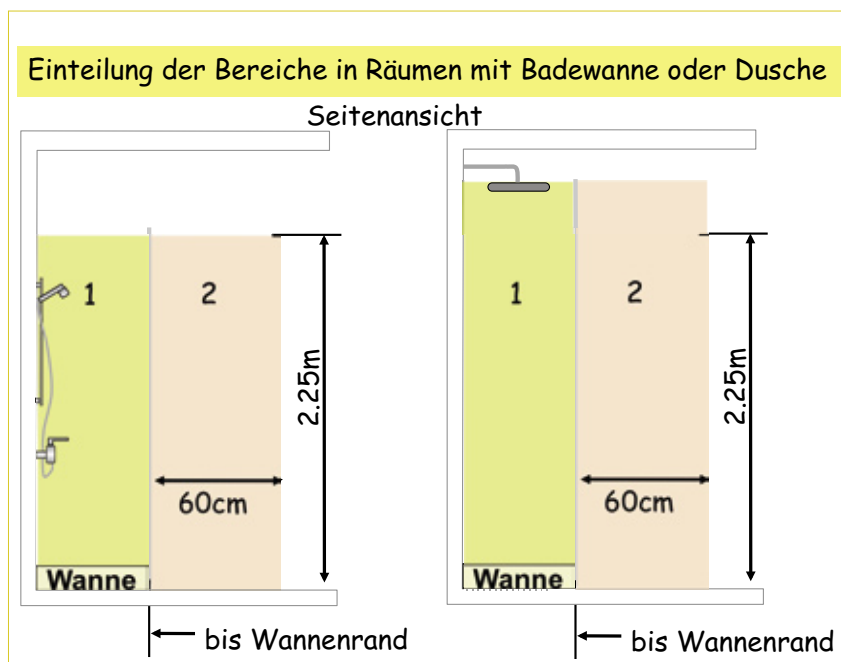 Einteilung der Bereiche in Räumen mit Badewanne oder Dusche
Seitenansicht
1
2
2.25m
60cm
Wanne
bis Wannenrand
1
2
2.25m
60cm
Wanne
bis Wannenrand